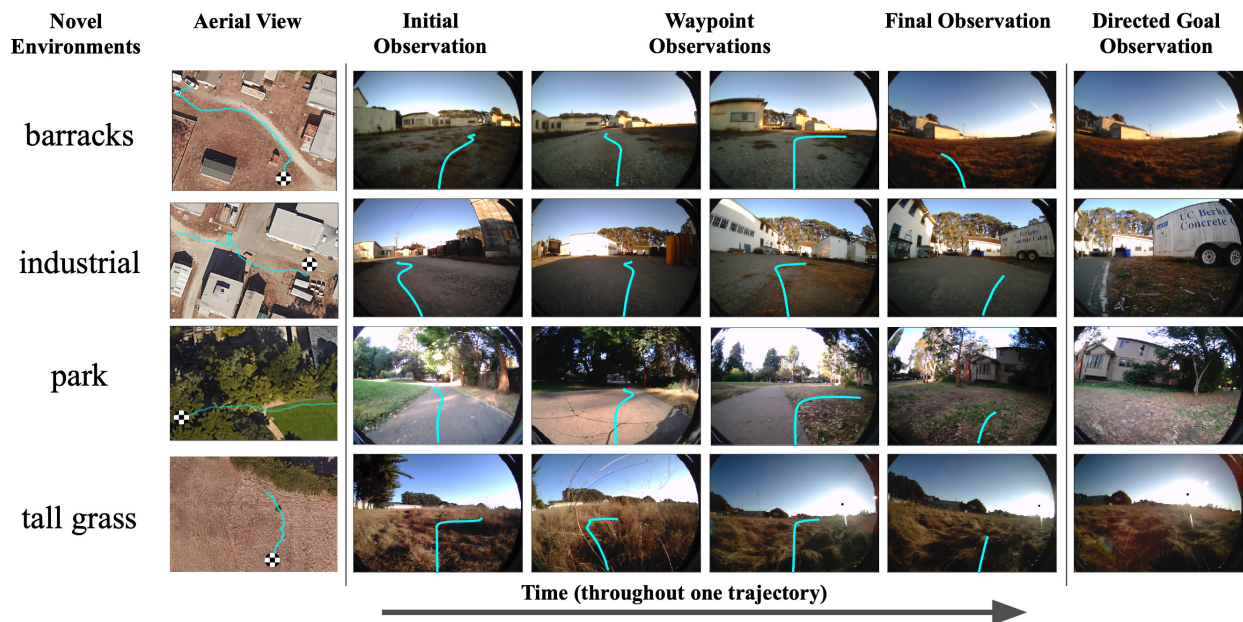 Novel
Environments
Aerial View
Initial
Observation
Waypoint
Observations
Final Observation
Directed Goal
Observation
barracks
industrial
UC Berkel
Concrete C
park
tall grass
Time (throughout one trajectory)